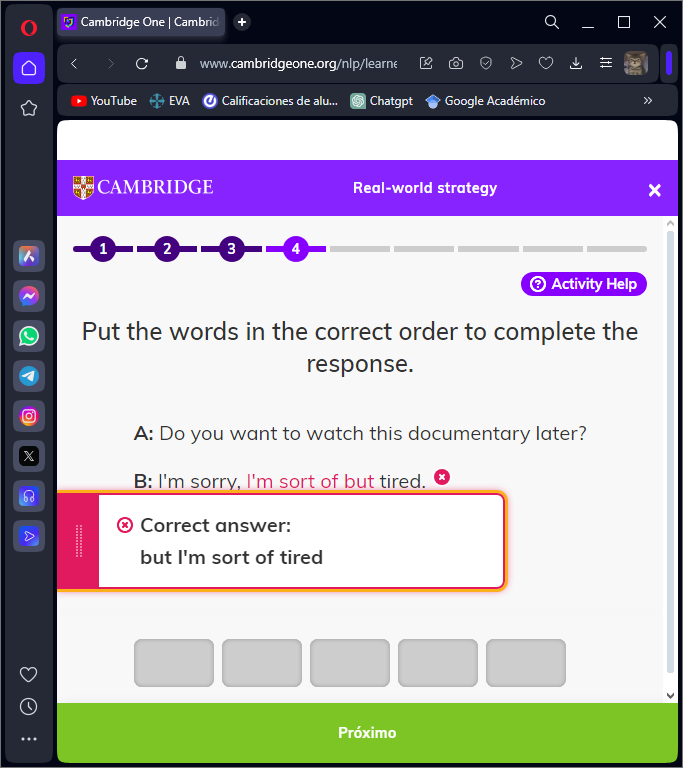 Cambridge One | Cambrid
www.cambridgeone.org/nlp/learne
YouTube
EVA
Calificaciones de alu...
Chatgpt
Google Académico
CAMBRIDGE
Real-world strategy
1
2
3
4
Activity Help
Put the words in the correct order to complete the
response.
A: Do you want to watch this documentary later?
B: I'm sorry, I'm sort of but tired.
Correct answer:
but I'm sort of tired
Próximo